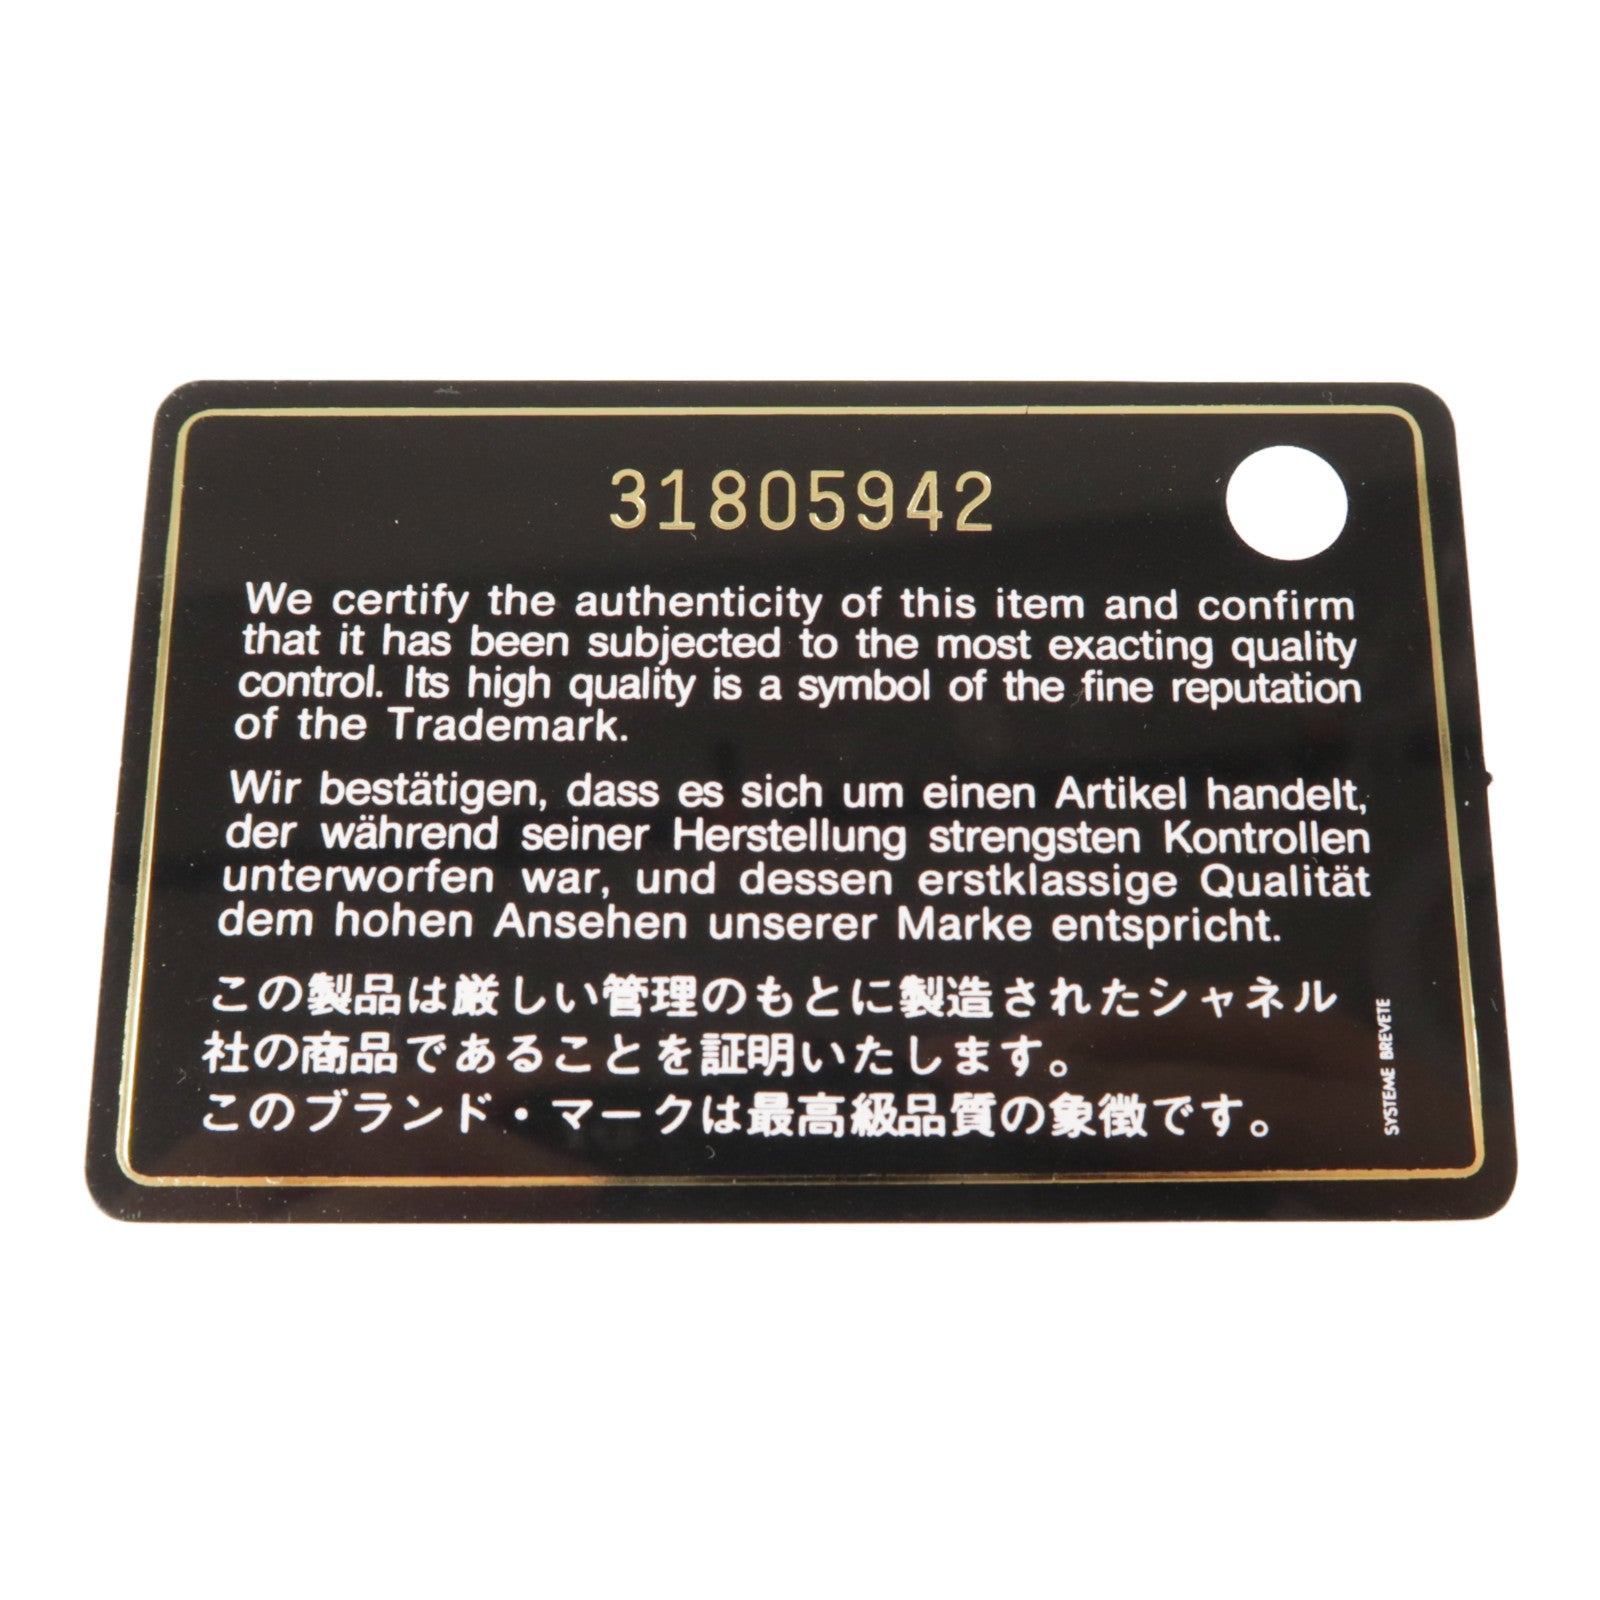 31805942
We certify the authenticity of this item and confirm
that it has been subjected to the most exacting quality
control. Its high quality is a symbol of the fine reputation
of the Trademark.
Wir bestätigen, dass es sich um einen Artikel handelt,
der während seiner Herstellung strengsten Kontrollen
unterworfen war, und dessen erstklassige Qualität
dem hohen Ansehen unserer Marke entspricht.
この製品は厳しい管理のもとに製造されたシャネル
社の商品であることを証明いたします。
このブランド・マークは最高級品質の象徴です。
SYSTEME BREVETE